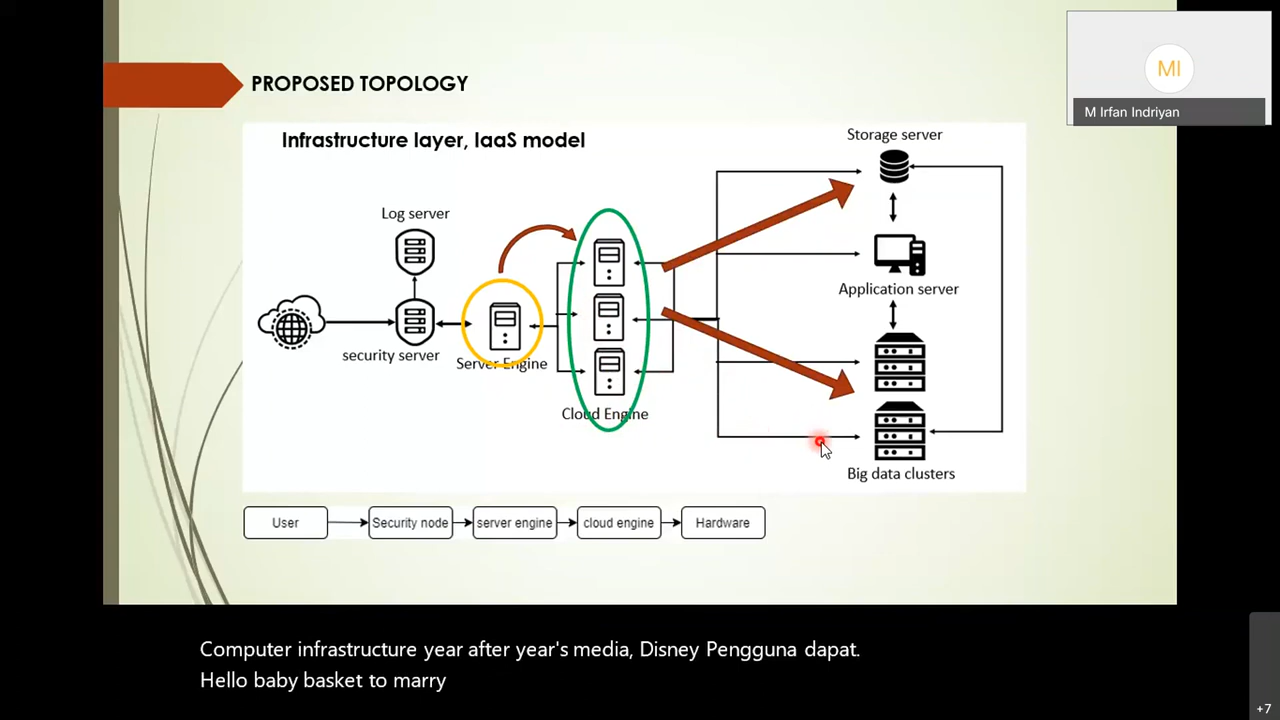 PROPOSED TOPOLOGY
MI
M Irfan Indriyan
Infrastructure layer, IaaS model
Storage server
Log server
Application server
security server
Server Engine
Cloud Engine
Big data clusters
User
Security node
server engine
cloud engine
Hardware
Computer infrastructure year after year's media, Disney Pengguna dapat.
Hello baby basket to marry
+7